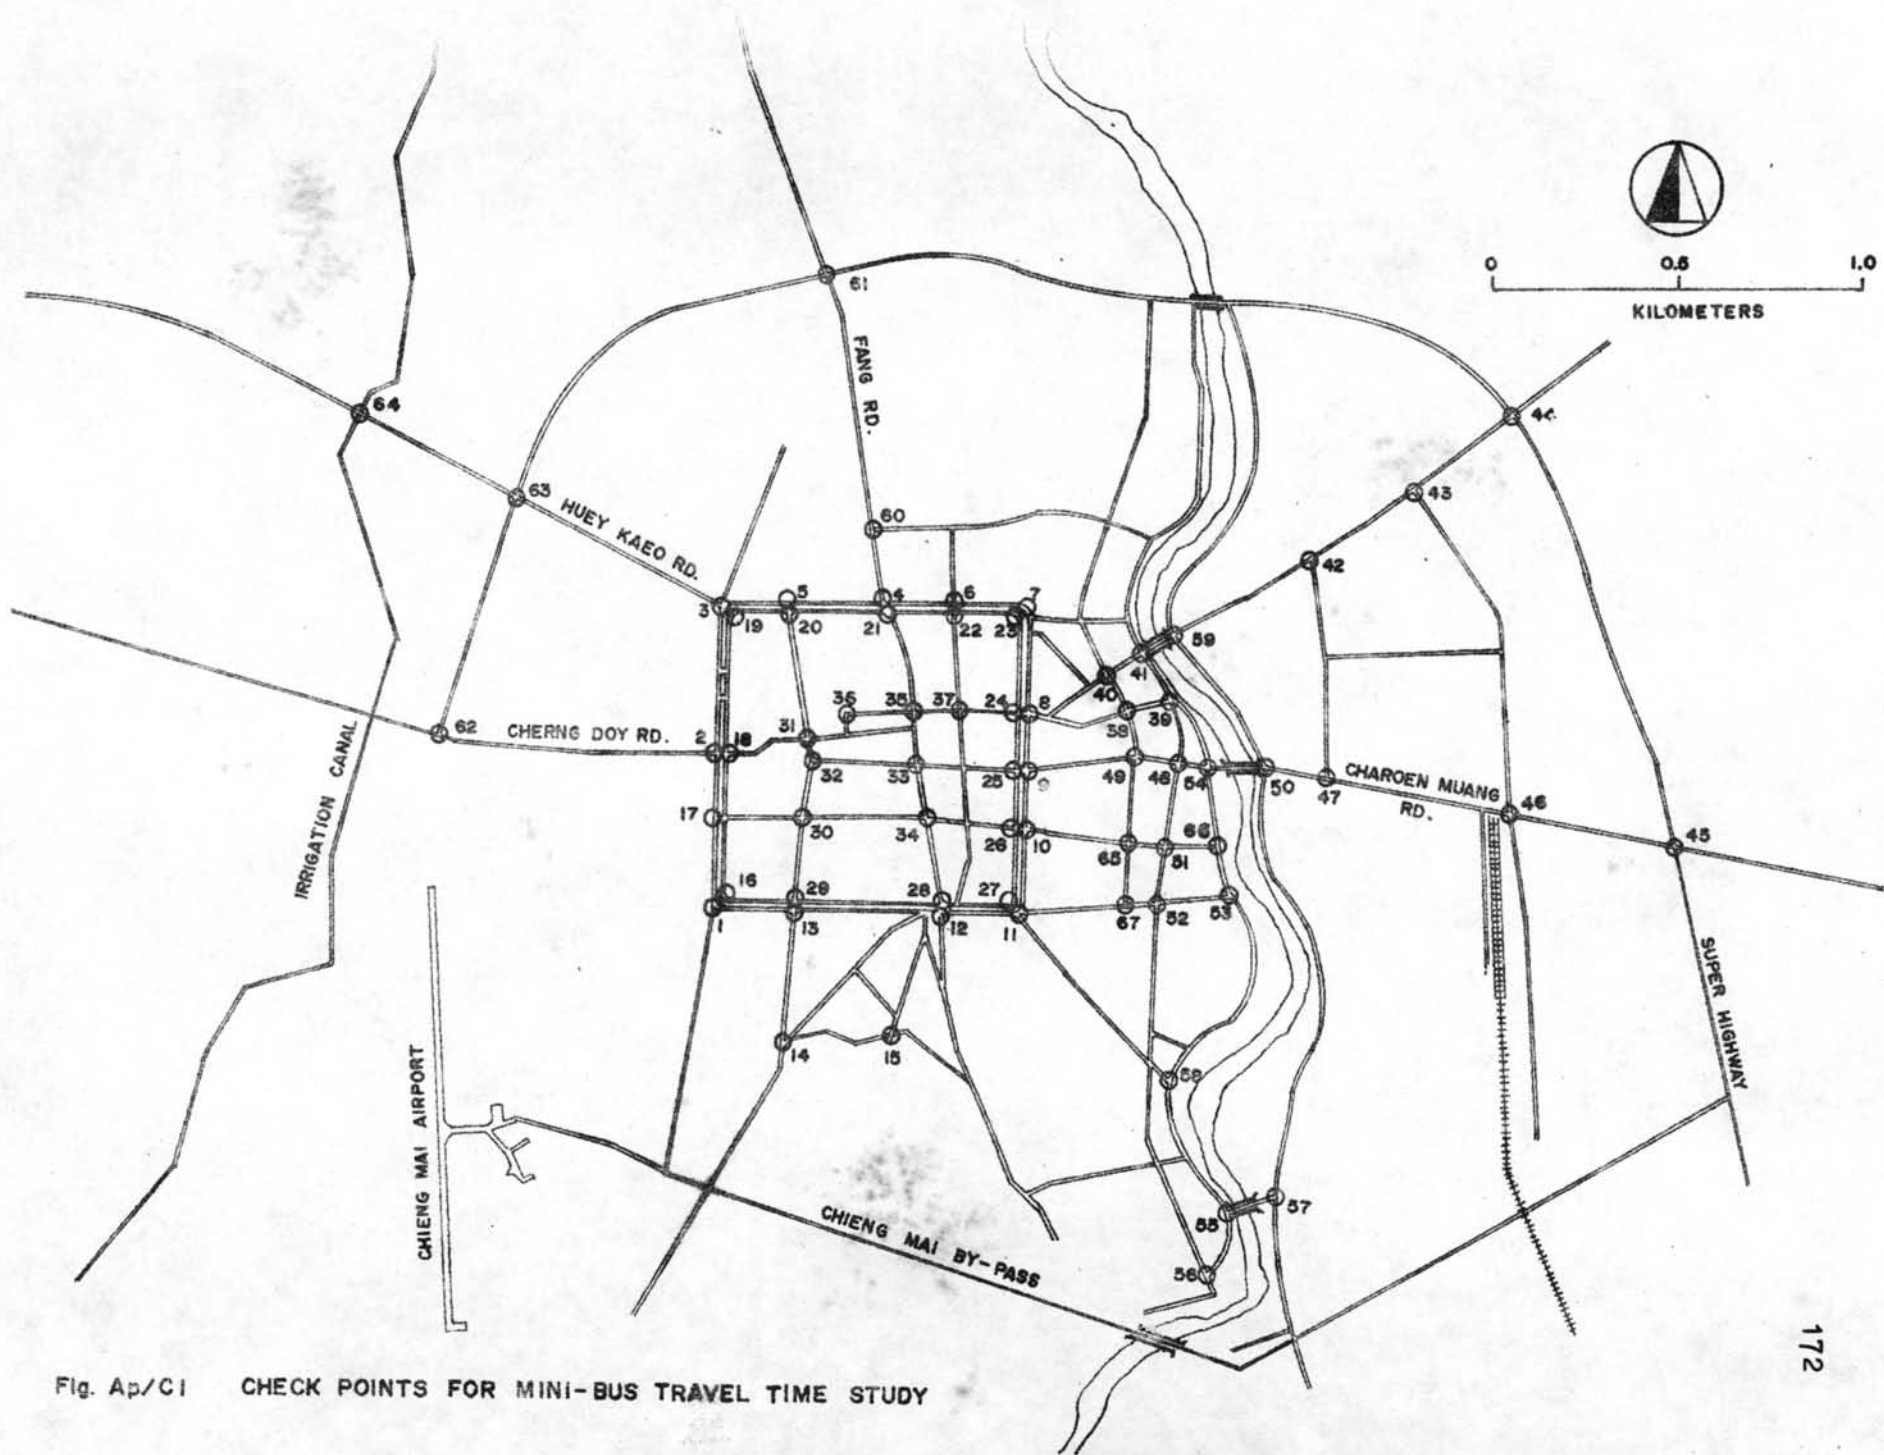 0 0.5 1.0
KILOMETERS
61
FANG RD.
64
44
63
43
HUEY KAEO RD.
60
42
5 4 6 7
3 19 20 21 22 23
59
41
40
36 35 37 24 8
39
38
62
CHERNG DOY RD.
2 18 31
32 33 25 9
49 48 54 50 47
CHAROEN MUANG
RD.
46
45
IRRIGATION CANAL
17 30 34 26 10
65 51 66
16 29 28 27
1 13 12 11
67 52 53
SUPER HIGHWAY
14 15
58
CHIENG MAI AIRPORT
57
55
CHIENG MAI BY-PASS
56
172
Fig. Ap/C1 CHECK POINTS FOR MINI-BUS TRAVEL TIME STUDY